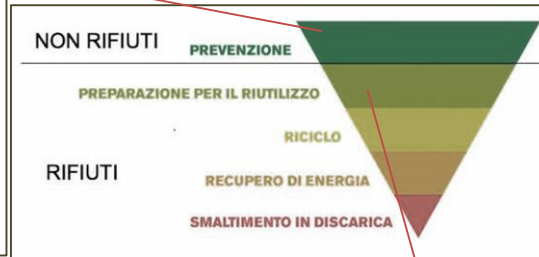 NON RIFIUTI
PREVENZIONE
PREPARAZIONE PER IL RIUTILIZZO
RICICLO
RIFIUTI
RECUPERO DI ENERGIA
SMALTIMENTO IN DISCARICA